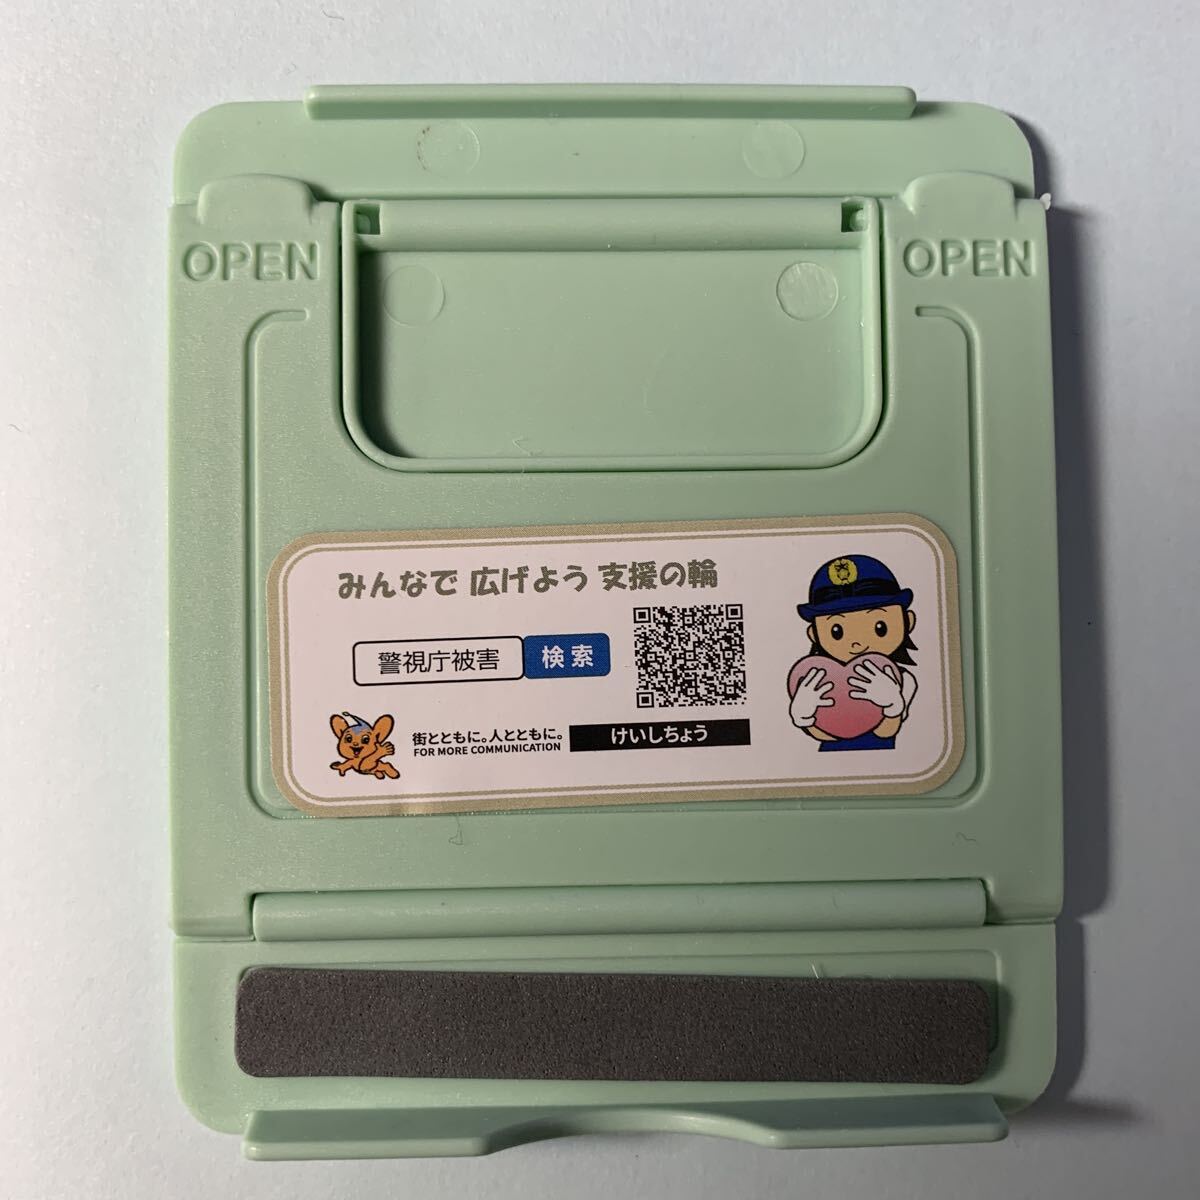 OPEN
OPEN
みんなで 広げよう 支援の輪
警視庁被害 検索
街とともに。人とともに。
FOR MORE COMMUNICATION
けいしちょう